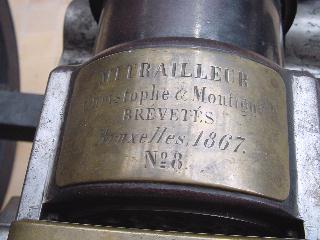 MITRAILLEUR
Christophe & Montigny
BREVETÉS
Bruxelles, 1867.
Nº 8.